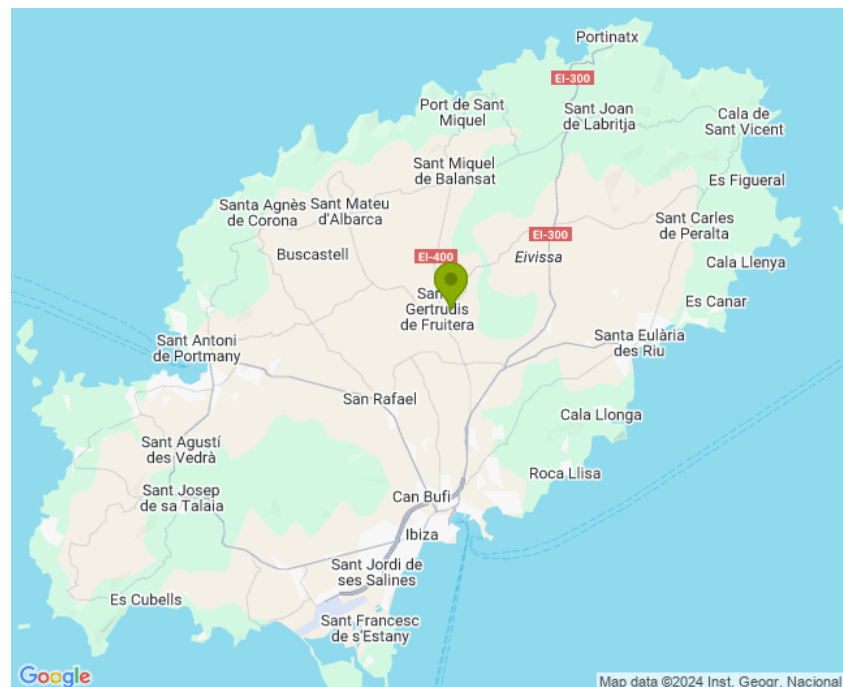 Portinatx
EI-300
Port de Sant
Miquel
Sant Joan
de Labritja
Cala de
Sant Vicent
Sant Miquel
de Balansat
Es Figueral
Santa Agnès
de Corona
Sant Mateu
d'Albarca
Sant Carles
de Peralta
EI-300
Buscastell
EI-400
Eivissa
Cala Llenya
San
Gertrudis
de Fruitera
Es Canar
Sant Antoni
de Portmany
Santa Eulària
des Riu
San Rafael
Cala Llonga
Sant Agustí
des Vedrà
Roca Llisa
Sant Josep
de sa Talaia
Can Bufí
Ibiza
Sant Jordi de
ses Salines
Es Cubells
Sant Francesc
de s'Estany
Google
Map data ©2024 Inst. Geogr. Nacional